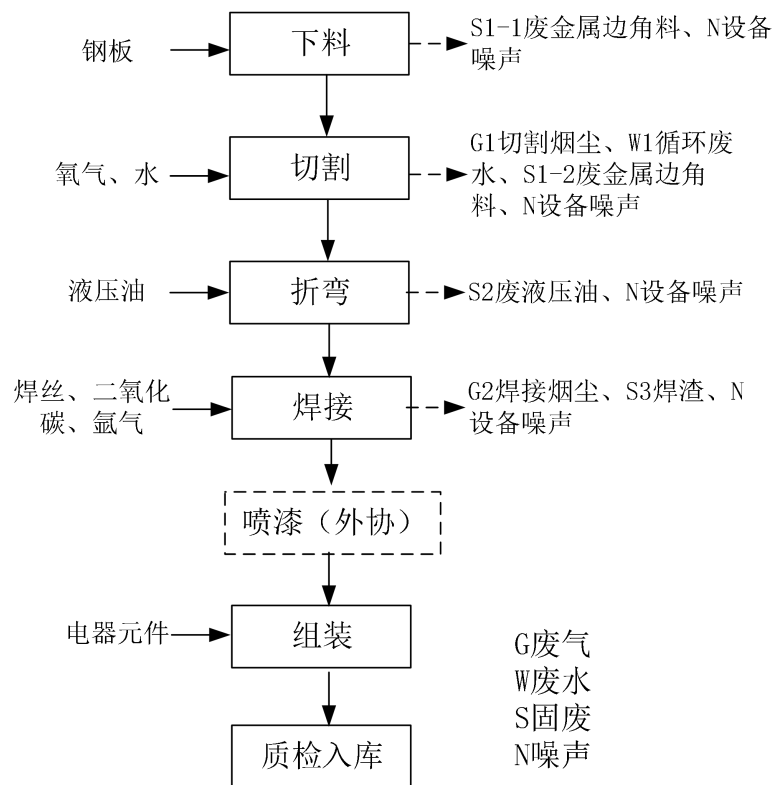 钢板
下料
S1-1废金属边角料、N设备
噪声
氧气、水
切割
G1切割烟尘、W1循环废
水、S1-2废金属边角
料、N设备噪声
液压油
折弯
S2废液压油、N设备噪声
焊丝、二氧化
碳、氩气
焊接
G2焊接烟尘、S3焊渣、N
设备噪声
喷漆（外协）
电器元件
组装
质检入库
G废气
W废水
S固废
N噪声